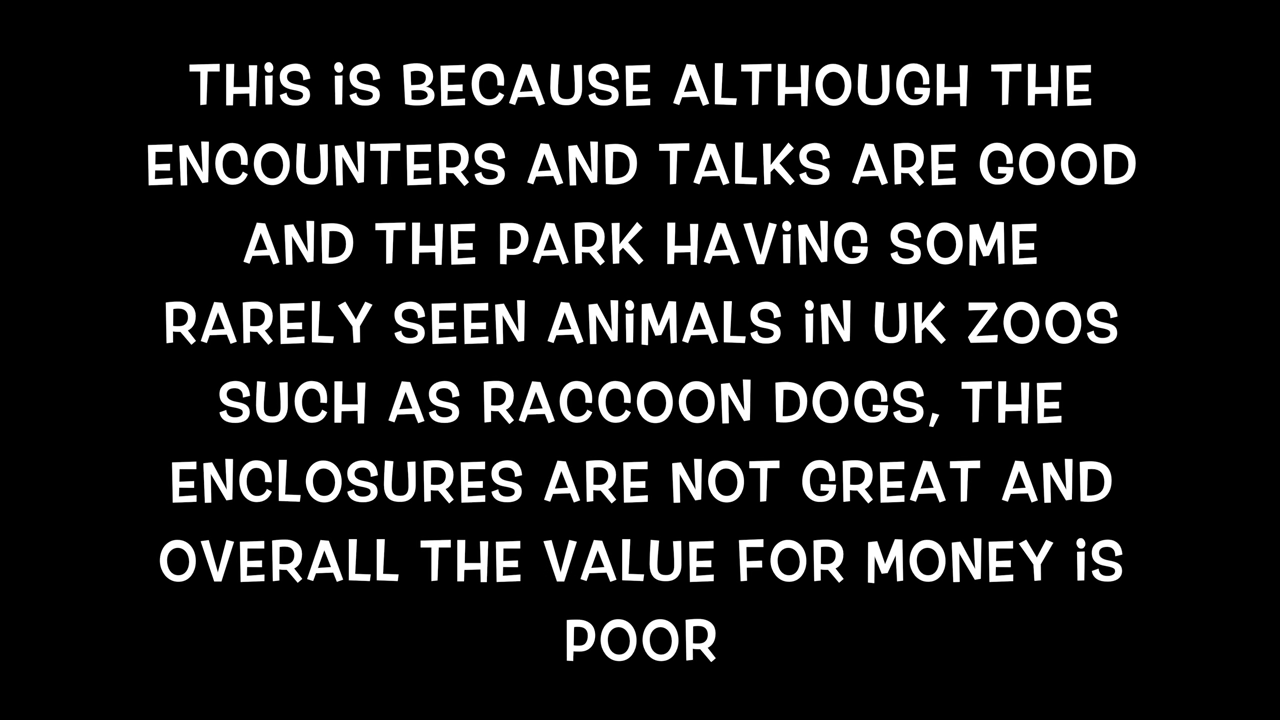 THiS iS BECAUSE ALTHOUGH THE
ENCOUNTERS AND TALKS ARE GOOD
AND THE PARK HAViNG SOME
RARELY SEEN ANiMALS iN UK ZOOS
SUCH AS RACCOON DOGS, THE
ENCLOSURES ARE NOT GREAT AND
OVERALL THE VALUE FOR MONEY iS
POOR